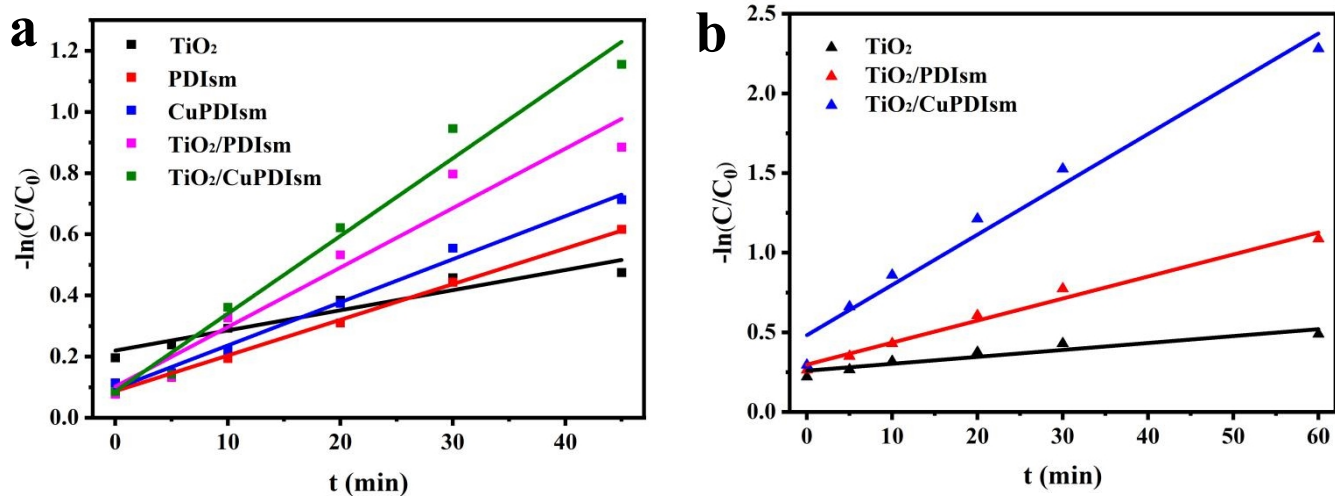 a
-ln(C/C₀)
1.2
1.0
0.8
0.6
0.4
0.2
0.0
TiO₂
PDIsm
CuPDIsm
TiO₂/PDIsm
TiO₂/CuPDIsm
0 10 20 30 40
t (min)
b
-ln(C/C₀)
2.5
2.0
1.5
1.0
0.5
0.0
TiO₂
TiO₂/PDIsm
TiO₂/CuPDIsm
0 10 20 30 40 50 60
t (min)